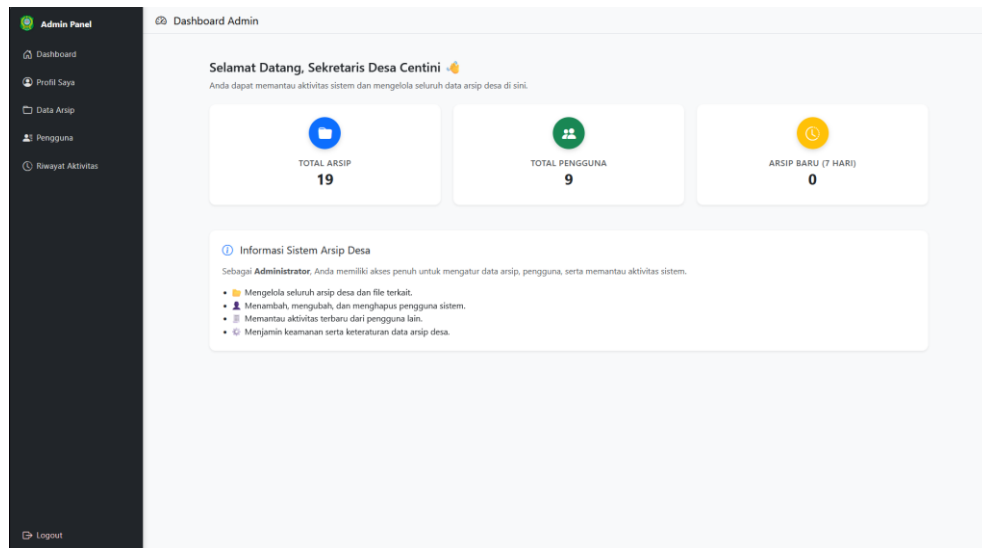 Admin Panel
Dashboard
Profil Saya
Data Arsip
Pengguna
Riwayat Aktivitas
Logout
Dashboard Admin
Selamat Datang, Sekretaris Desa Centini 👋
Anda dapat memantau aktivitas sistem dan mengelola seluruh data arsip desa di sini.
TOTAL ARSIP
19
TOTAL PENGGUNA
9
ARSIP BARU (7 HARI)
0
Informasi Sistem Arsip Desa
Sebagai Administrator, Anda memiliki akses penuh untuk mengatur data arsip, pengguna, serta memantau aktivitas sistem.
• 📁 Mengelola seluruh arsip desa dan file terkait.
• 👤 Menambah, mengubah, dan menghapus pengguna sistem.
• 🧾 Memantau aktivitas terbaru dari pengguna lain.
• ⚙️ Menjamin keamanan serta keteraturan data arsip desa.